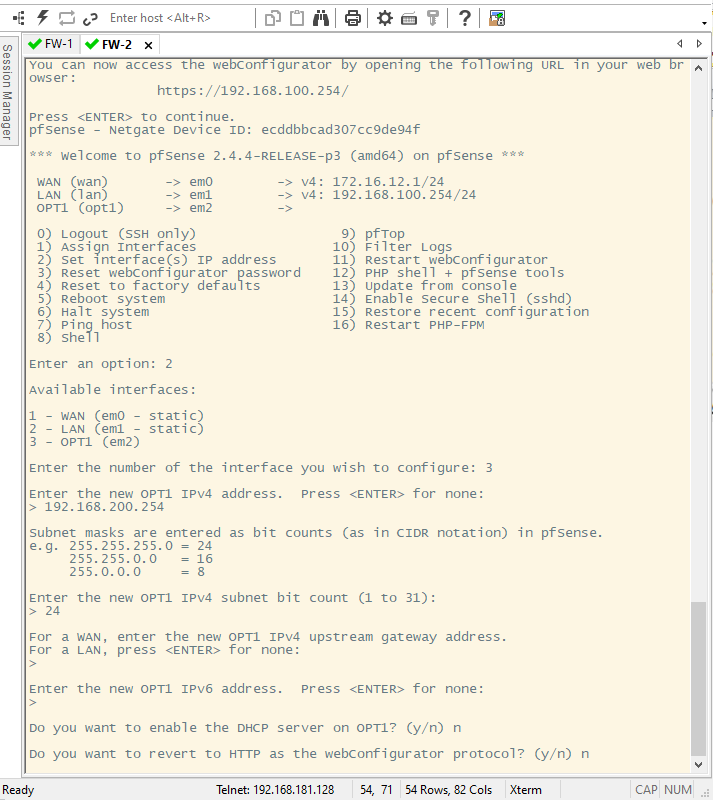 Enter host <Alt+R>
Session Manager
FW-1
FW-2
You can now access the webConfigurator by opening the following URL in your web br
owser:
https://192.168.100.254/
Press <ENTER> to continue.
pfSense - Netgate Device ID: ecddbbcad307cc9de94f
*** Welcome to pfSense 2.4.4-RELEASE-p3 (amd64) on pfSense ***
WAN (wan) -> em0 -> v4: 172.16.12.1/24
LAN (lan) -> em1 -> v4: 192.168.100.254/24
OPT1 (opt1) -> em2 ->
0) Logout (SSH only) 9) pfTop
1) Assign Interfaces 10) Filter Logs
2) Set interface(s) IP address 11) Restart webConfigurator
3) Reset webConfigurator password 12) PHP shell + pfSense tools
4) Reset to factory defaults 13) Update from console
5) Reboot system 14) Enable Secure Shell (sshd)
6) Halt system 15) Restore recent configuration
7) Ping host 16) Restart PHP-FPM
8) Shell
Enter an option: 2
Available interfaces:
1 - WAN (em0 - static)
2 - LAN (em1 - static)
3 - OPT1 (em2)
Enter the number of the interface you wish to configure: 3
Enter the new OPT1 IPv4 address.  Press <ENTER> for none:
> 192.168.200.254
Subnet masks are entered as bit counts (as in CIDR notation) in pfSense.
e.g. 255.255.255.0 = 24
255.255.0.0 = 16
255.0.0.0 = 8
Enter the new OPT1 IPv4 subnet bit count (1 to 31):
> 24
For a WAN, enter the new OPT1 IPv4 upstream gateway address.
For a LAN, press <ENTER> for none:
>
Enter the new OPT1 IPv6 address.  Press <ENTER> for none:
>
Do you want to enable the DHCP server on OPT1? (y/n) n
Do you want to revert to HTTP as the webConfigurator protocol? (y/n) n
Ready Telnet: 192.168.181.128 54, 71 54 Rows, 82 Cols Xterm CAP NUM